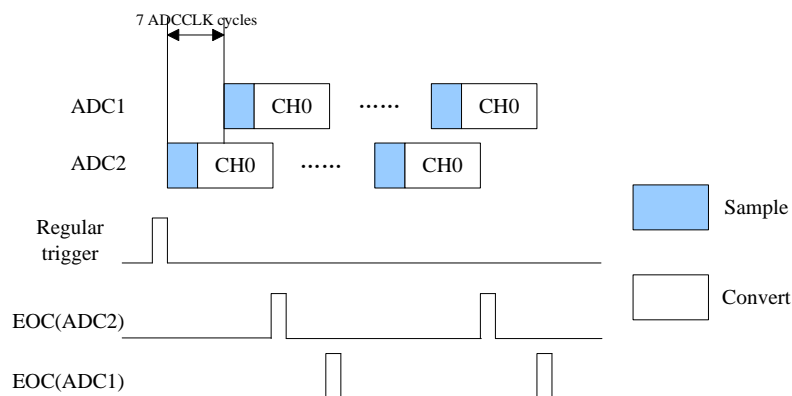 7 ADCCLK cycles
ADC1
CH0
……
CH0
ADC2
CH0
……
CH0
Sample
Regular
trigger
Convert
EOC(ADC2)
EOC(ADC1)